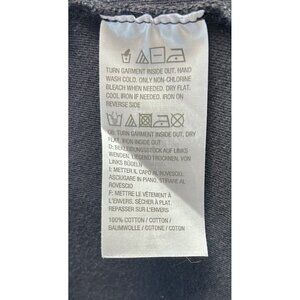 TURN GARMENT INSIDE OUT. HAND
WASH COLD. ONLY NON-CHLORINE
BLEACH WHEN NEEDED. DRY FLAT.
COOL IRON IF NEEDED. IRON ON
REVERSE SIDE
GB: TURN GARMENT INSIDE OUT. DRY
FLAT. IRON INSIDE OUT
D: BEKLEIDUNGSSTÜCK AUF LINKS
WENDEN. LIEGEND TROCKNEN. VON
LINKS BÜGELN
I: METTER IL CAPO AL ROVESCIO.
ASCIUGARE IN PIANO. STIRARE AL
ROVESCIO
F: METTRE LE VÊTEMENT À
L'ENVERS. SÉCHER À PLAT.
REPASSER SUR L'ENVERS
100% COTTON / COTTON /
BAUMWOLLE / COTONE / COTON